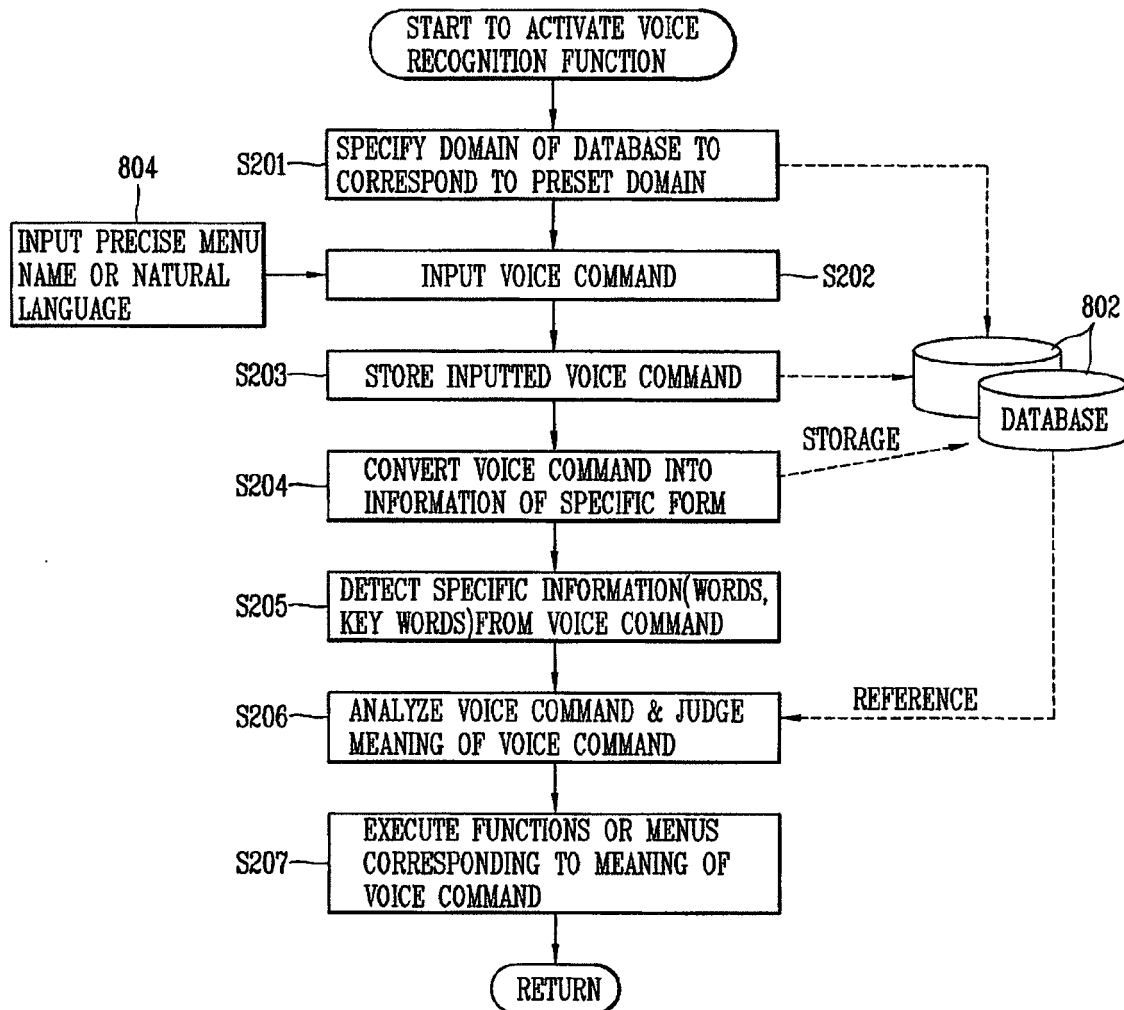 START TO ACTIVATE VOICE
RECOGNITION FUNCTION
S201
SPECIFY DOMAIN OF DATABASE TO
CORRESPOND TO PRESET DOMAIN
804
INPUT PRECISE MENU
NAME OR NATURAL
LANGUAGE
INPUT VOICE COMMAND
S202
802
S203
STORE INPUTTED VOICE COMMAND
DATABASE
STORAGE
S204
CONVERT VOICE COMMAND INTO
INFORMATION OF SPECIFIC FORM
S205
DETECT SPECIFIC INFORMATION(WORDS,
KEY WORDS)FROM VOICE COMMAND
REFERENCE
S206
ANALYZE VOICE COMMAND & JUDGE
MEANING OF VOICE COMMAND
S207
EXECUTE FUNCTIONS OR MENUS
CORRESPONDING TO MEANING OF
VOICE COMMAND
RETURN